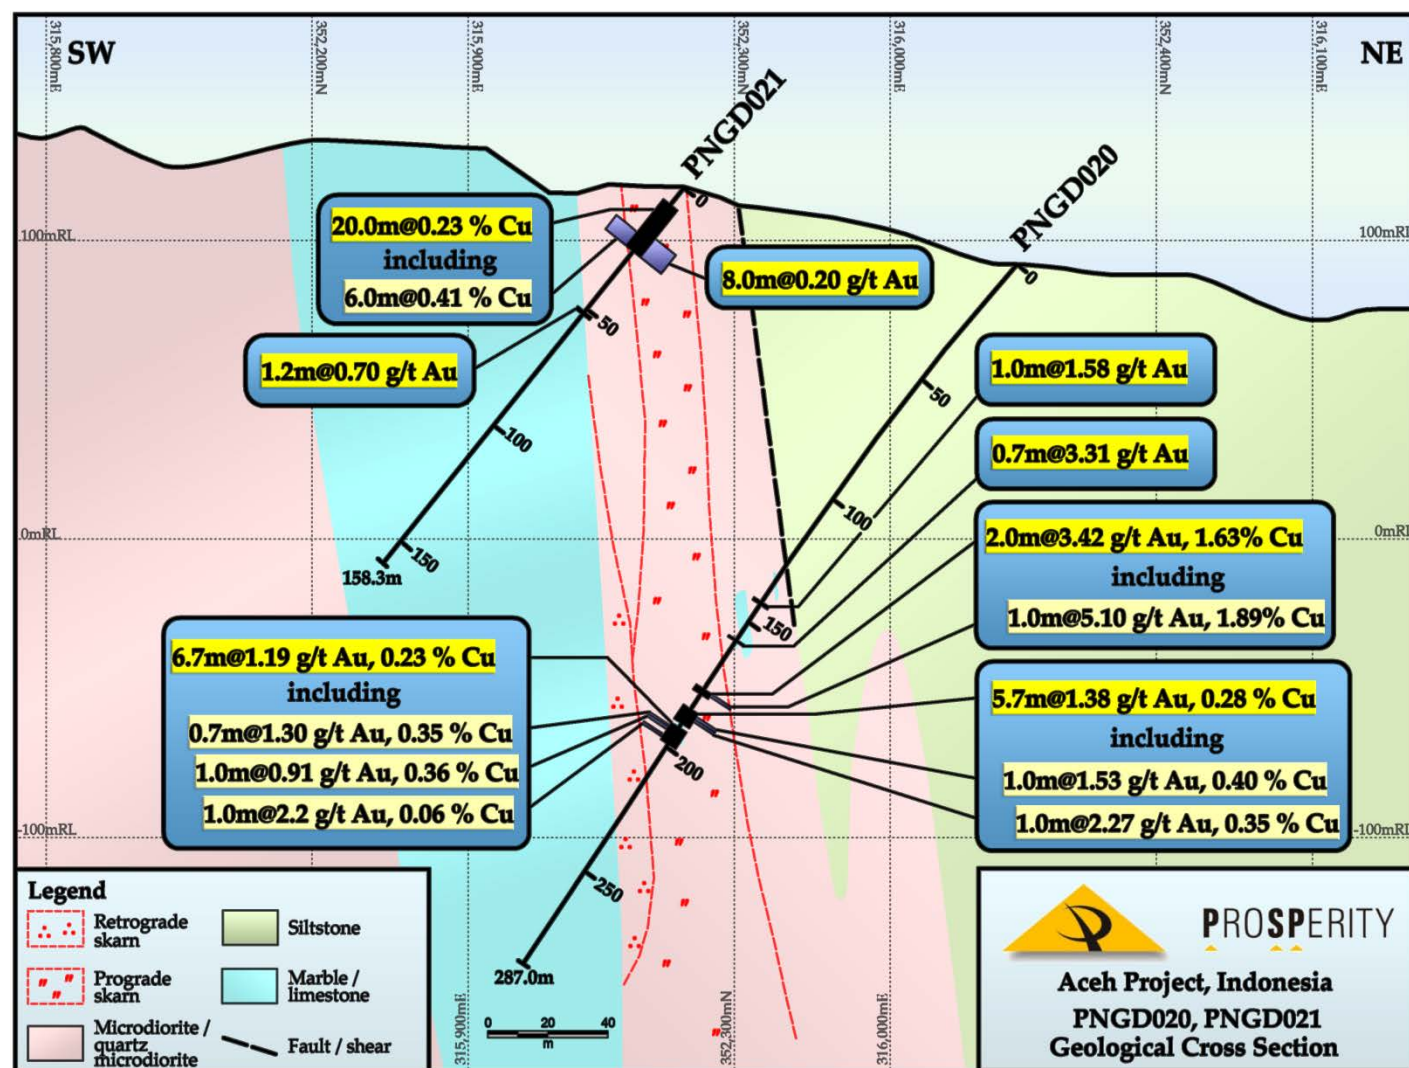 315,800mE
352,200mN
315,900mE
352,300mN
316,000mE
352,400mN
316,100mE
SW
NE
PNGD021
PNGD020
0
0
100mRL
100mRL
20.0m@0.23 % Cu
including
6.0m@0.41 % Cu
8.0m@0.20 g/t Au
1.2m@0.70 g/t Au
50
100
150
158.3m
1.0m@1.58 g/t Au
0.7m@3.31 g/t Au
50
100
150
200
250
287.0m
0mRL
0mRL
2.0m@3.42 g/t Au, 1.63% Cu
including
1.0m@5.10 g/t Au, 1.89% Cu
6.7m@1.19 g/t Au, 0.23 % Cu
including
0.7m@1.30 g/t Au, 0.35 % Cu
1.0m@0.91 g/t Au, 0.36 % Cu
1.0m@2.2 g/t Au, 0.06 % Cu
5.7m@1.38 g/t Au, 0.28 % Cu
including
1.0m@1.53 g/t Au, 0.40 % Cu
1.0m@2.27 g/t Au, 0.35 % Cu
-100mRL
-100mRL
Legend
Retrograde
skarn
Prograde
skarn
Microdiorite /
quartz
microdiorite
Siltstone
Marble /
limestone
Fault / shear
315,900mE
352,300mN
316,000mE
0 20 40
m
PROSPERITY
Aceh Project, Indonesia
PNGD020, PNGD021
Geological Cross Section